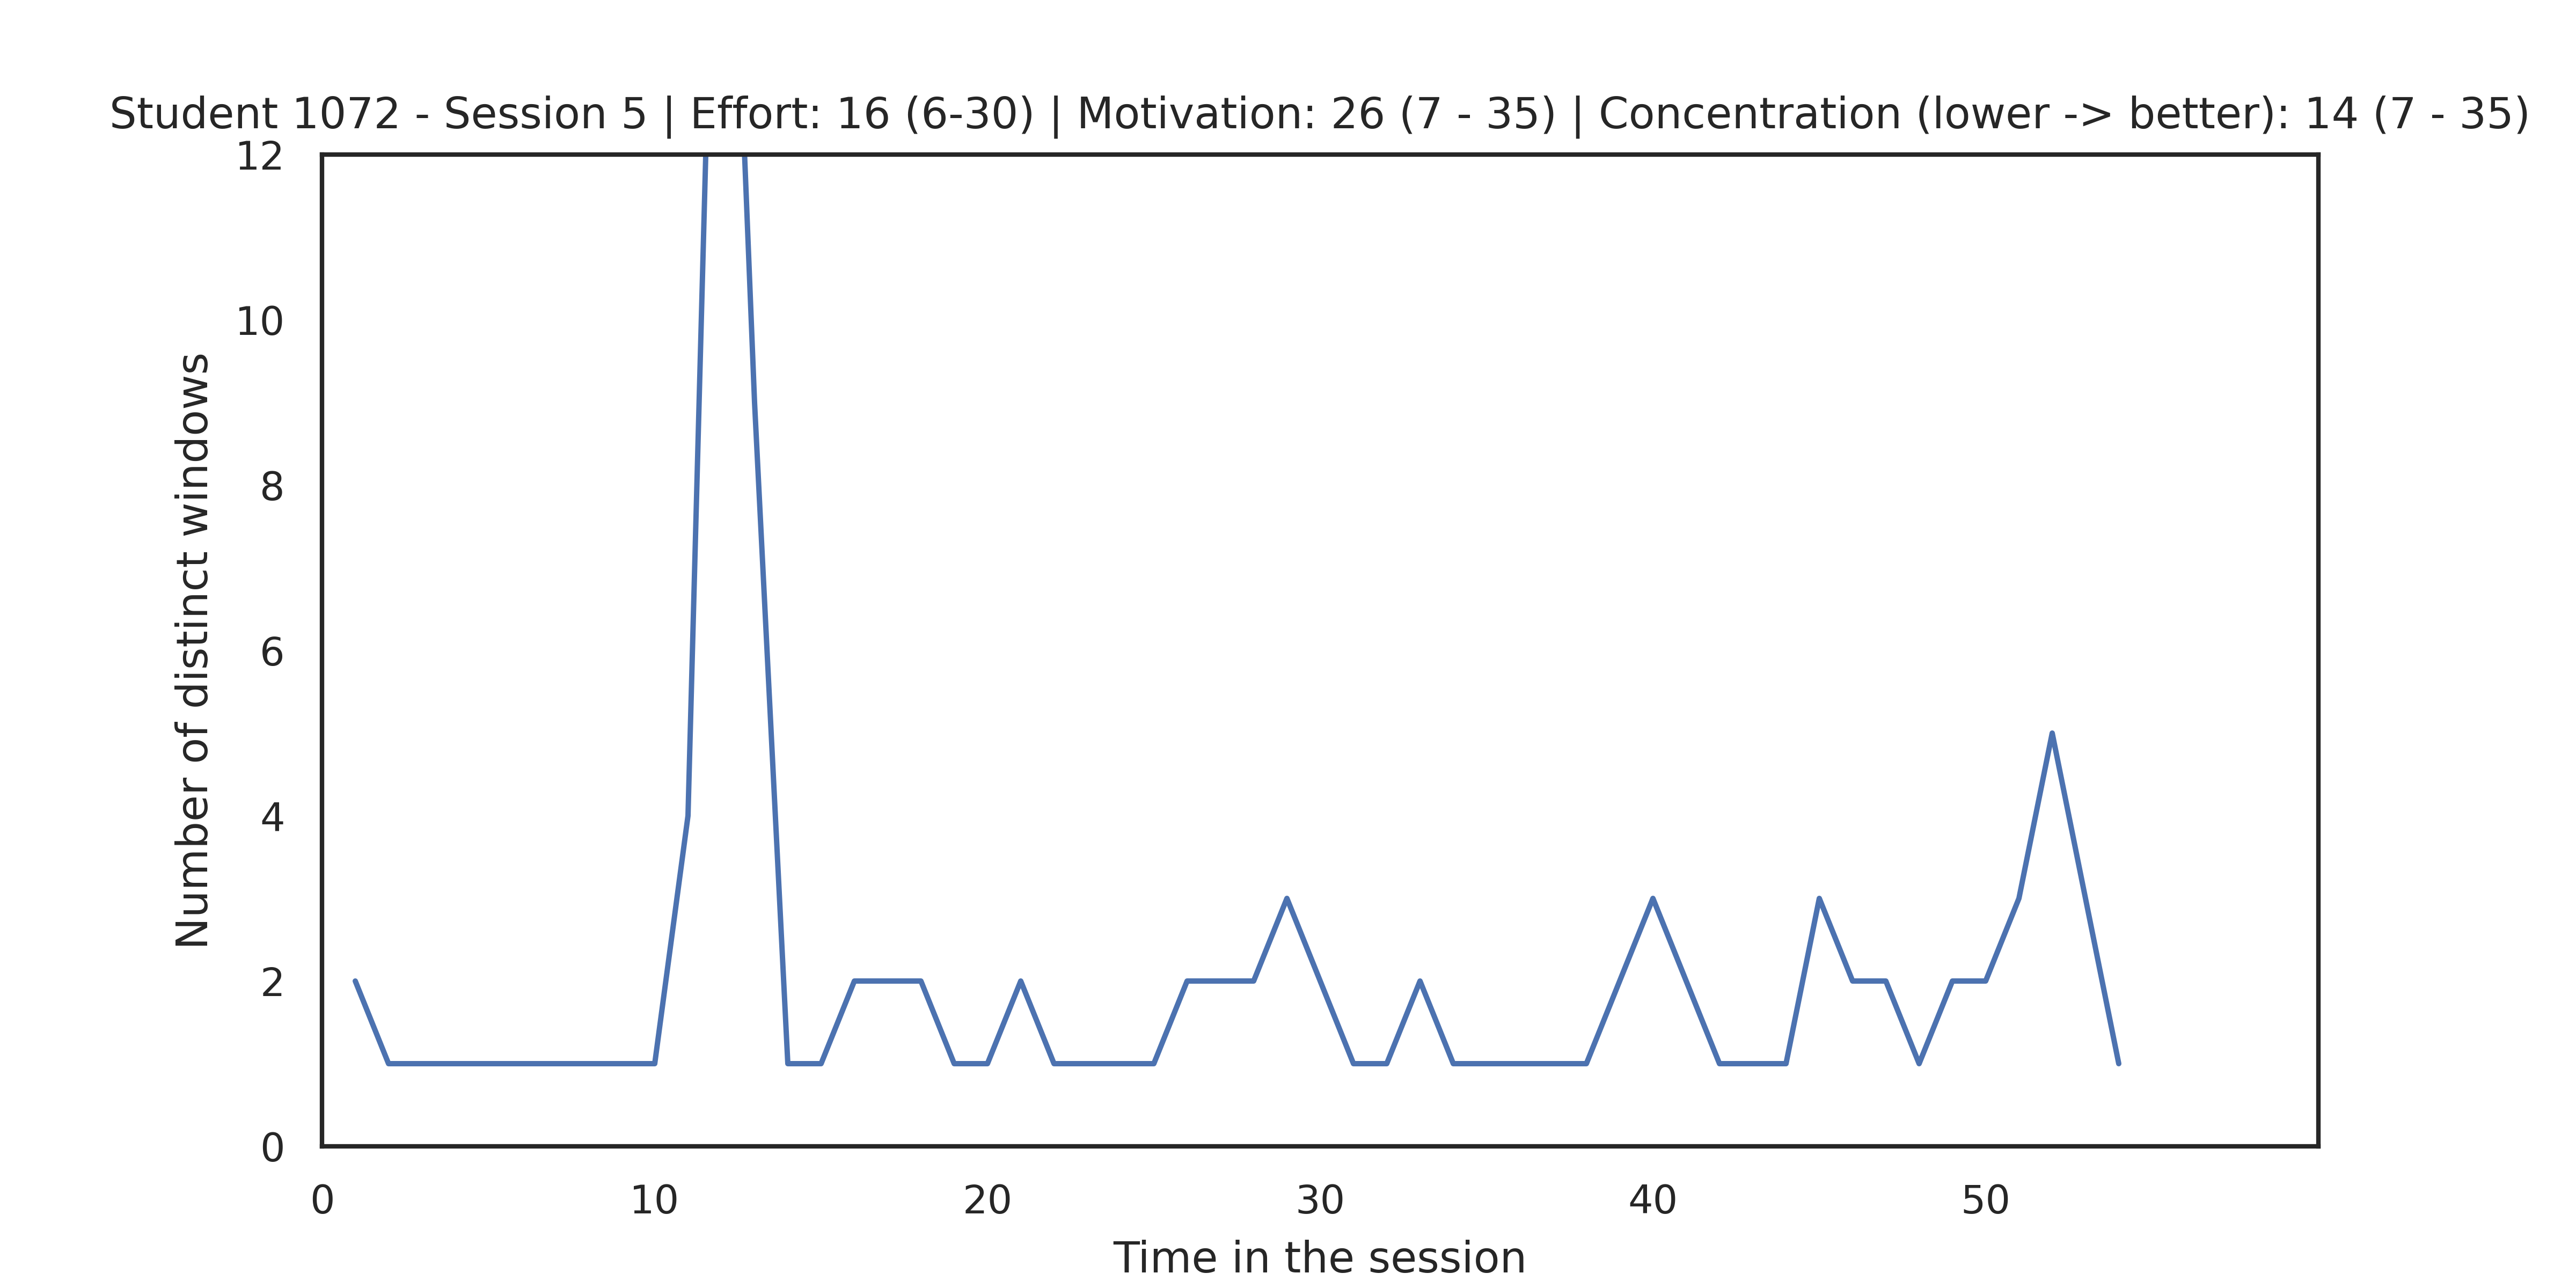 Student 1072 - Session 5 | Effort: 16 (6-30) | Motivation: 26 (7 - 35) | Concentration (lower -> better): 14 (7 - 35)
12
10
8
6
4
2
0
Number of distinct windows
0 10 20 30 40 50
Time in the session